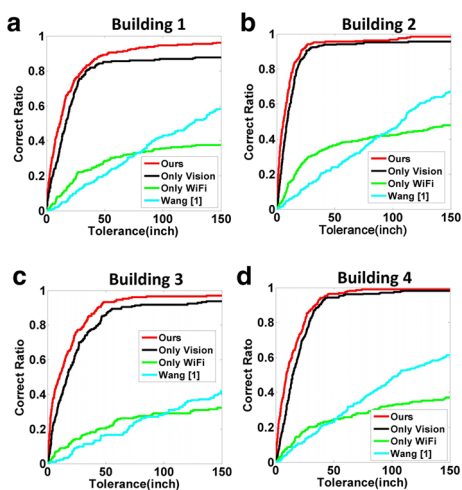 a Building 1
1
0.8
0.6
0.4
0.2
0
Correct Ratio
Ours
Only Vision
Only WiFi
Wang [1]
0 50 100 150
Tolerance(inch)
b Building 2
1
0.8
0.6
0.4
0.2
0
Correct Ratio
Ours
Only Vision
Only WiFi
Wang [1]
0 50 100 150
Tolerance(inch)
c Building 3
1
0.8
0.6
0.4
0.2
0
Correct Ratio
Ours
Only Vision
Only WiFi
Wang [1]
0 50 100 150
Tolerance(inch)
d Building 4
1
0.8
0.6
0.4
0.2
0
Correct Ratio
Ours
Only Vision
Only WiFi
Wang [1]
0 50 100 150
Tolerance(inch)